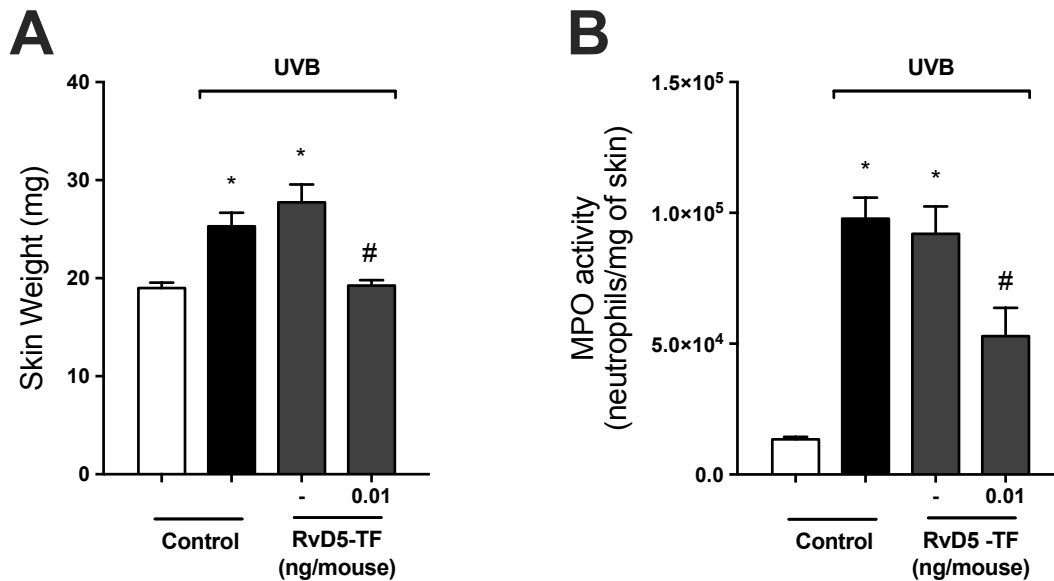 A
UVB
40
30
20
10
0
Skin Weight (mg)
*
*
#
- 0.01
Control
RvD5-TF
(ng/mouse)
B
UVB
1.5×10⁵
1.0×10⁵
5.0×10⁴
0.0
MPO activity
(neutrophils/mg of skin)
*
*
#
- 0.01
Control
RvD5 -TF
(ng/mouse)